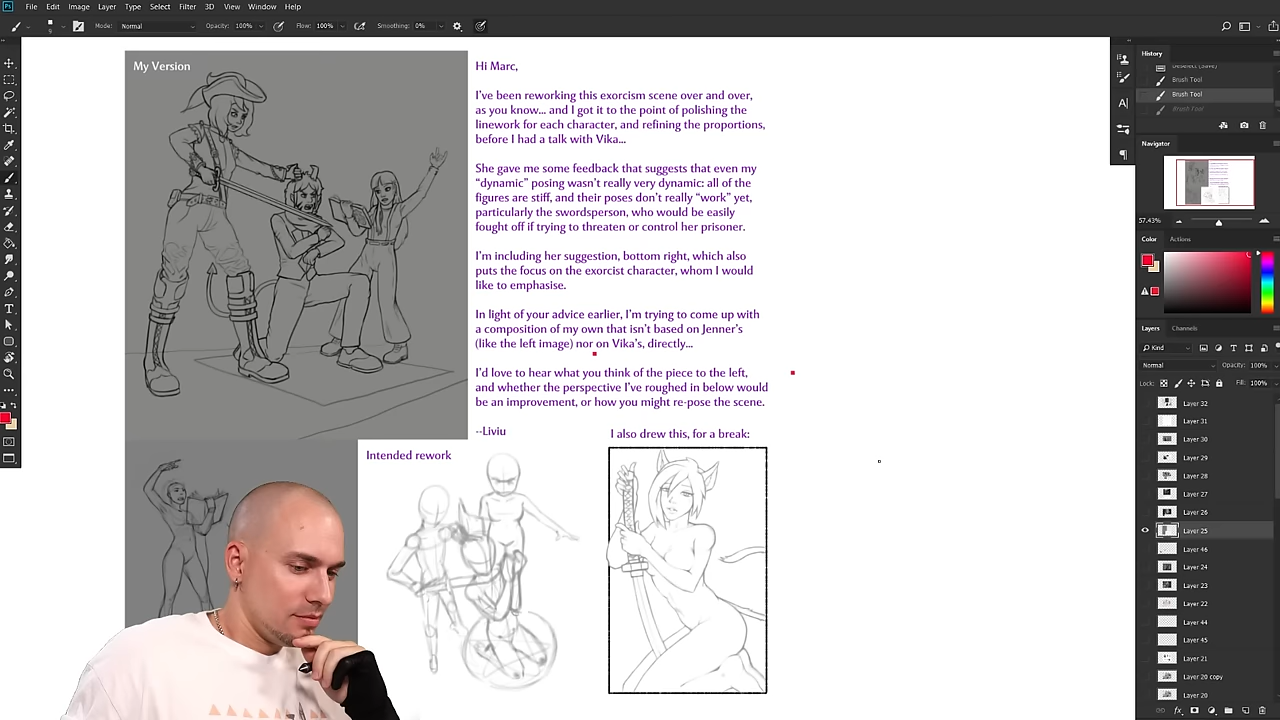 File Edit Image Layer Type Select Filter 3D View Window Help
Mode: Normal Opacity: 100% Flow: 100% Smoothing: 0%
My Version
Hi Marc,
I've been reworking this exorcism scene over and over,
as you know... and I got it to the point of polishing the
linework for each character, and refining the proportions,
before I had a talk with Vika...
She gave me some feedback that suggests that even my
“dynamic” posing wasn't really very dynamic: all of the
figures are stiff, and their poses don't really “work” yet,
particularly the swordsperson, who would be easily
fought off if trying to threaten or control her prisoner.
I'm including her suggestion, bottom right, which also
puts the focus on the exorcist character, whom I would
like to emphasise.
In light of your advice earlier, I'm trying to come up with
a composition of my own that isn't based on Jenner's
(like the left image) nor on Vika's, directly...
I'd love to hear what you think of the piece to the left,
and whether the perspective I've roughed in below would
be an improvement, or how you might re-pose the scene.
--Liviu
I also drew this, for a break:
Intended rework
History
Deselect
Brush Tool
Brush Tool
Brush Tool
Navigator
57.43%
Color Actions
Layers Channels
Kind
Normal Opacity: 100%
Lock: Fill: 100%
Layer 32
Layer 31
Layer 30
Layer 29
Layer 28
Layer 27
Layer 26
Layer 25
Layer 46
Layer 24
Layer 23
Layer 22
Layer 44
Layer 45
Layer 21
Layer 20 copy
Layer 20